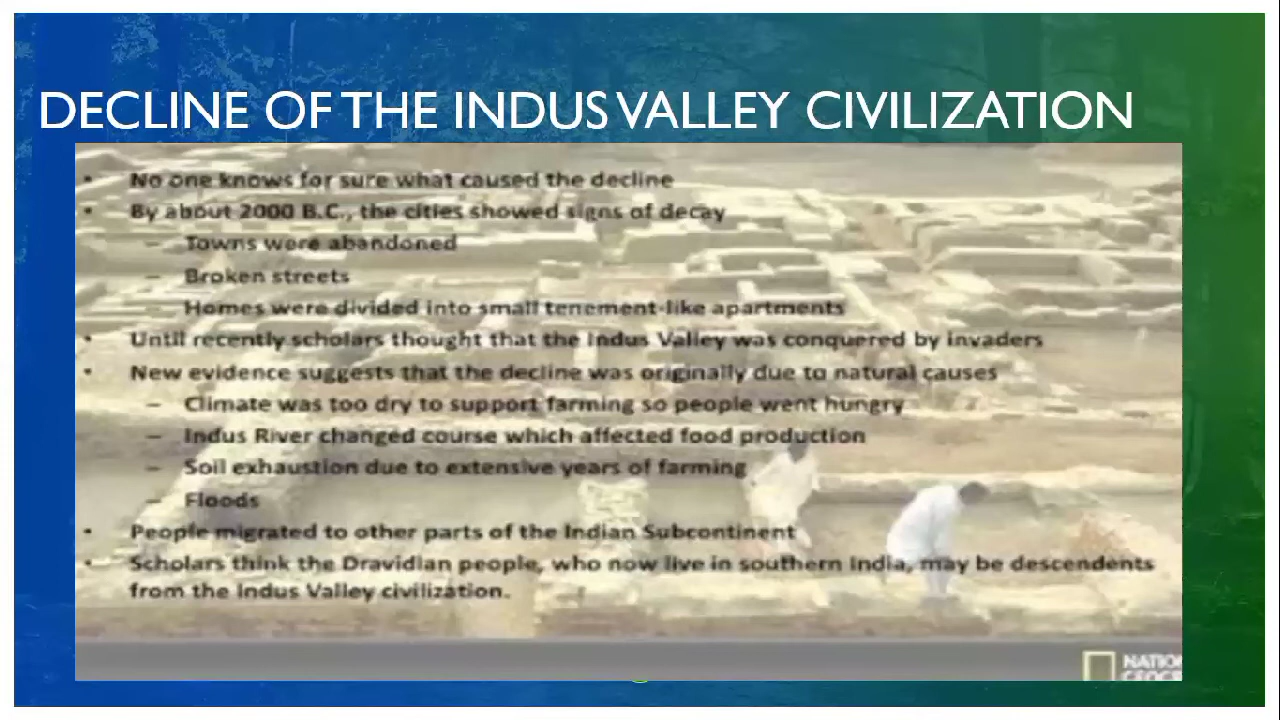 DECLINE OF THE INDUS VALLEY CIVILIZATION
• No one knows for sure what caused the decline
• By about 2000 B.C., the cities showed signs of decay
– Towns were abandoned
– Broken streets
– Homes were divided into small tenement-like apartments
• Until recently scholars thought that the Indus Valley was conquered by invaders
• New evidence suggests that the decline was originally due to natural causes
– Climate was too dry to support farming so people went hungry
– Indus River changed course which affected food production
– Soil exhaustion due to extensive years of farming
– Floods
• People migrated to other parts of the Indian Subcontinent
• Scholars think the Dravidian people, who now live in southern India, may be descendents
from the Indus Valley civilization.
NATIO
GEOGR